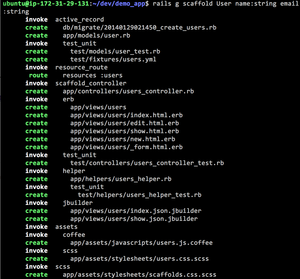 ubuntu@ip-172-31-29-131:~/dev/demo_app$ rails g scaffold User name:string email
:string
invoke active_record
create db/migrate/20140129021450_create_users.rb
create app/models/user.rb
invoke test_unit
create test/models/user_test.rb
create test/fixtures/users.yml
invoke resource_route
route resources :users
invoke scaffold_controller
create app/controllers/users_controller.rb
invoke erb
create app/views/users
create app/views/users/index.html.erb
create app/views/users/edit.html.erb
create app/views/users/show.html.erb
create app/views/users/new.html.erb
create app/views/users/_form.html.erb
invoke test_unit
create test/controllers/users_controller_test.rb
invoke helper
create app/helpers/users_helper.rb
invoke test_unit
create test/helpers/users_helper_test.rb
invoke jbuilder
create app/views/users/index.json.jbuilder
create app/views/users/show.json.jbuilder
invoke assets
invoke coffee
create app/assets/javascripts/users.js.coffee
invoke scss
create app/assets/stylesheets/users.css.scss
invoke scss
create app/assets/stylesheets/scaffolds.css.scss